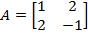 A = [1 2
2 −1]